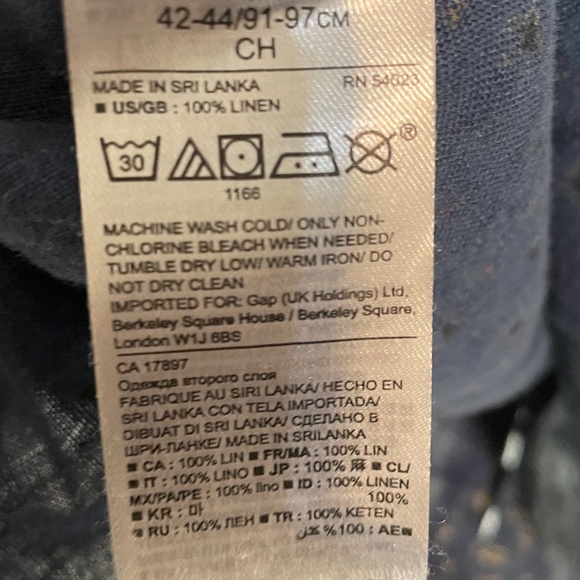 42-44/91-97CM
CH
MADE IN SRI LANKA RN 54023
■ US/GB : 100% LINEN
30 ®
1166
MACHINE WASH COLD/ ONLY NON-
CHLORINE BLEACH WHEN NEEDED/
TUMBLE DRY LOW/ WARM IRON/ DO
NOT DRY CLEAN
IMPORTED FOR: Gap (UK Holdings) Ltd,
Berkeley Square House / Berkeley Square,
London W1J 6BS
CA 17897
Одежда второго слоя
FABRIQUE AU SRI LANKA/ HECHO EN
SRI LANKA CON TELA IMPORTADA/
DIBUAT DI SRI LANKA/ СДЕЛАНО В
ШРИ-ЛАНКЕ/ MADE IN SRILANKA
■ CA : 100% LIN ■ FR/MA : 100% LIN
■ IT : 100% LINO ■ JP : 100% 麻 ■ CL/
MX/PA/PE : 100% lino ■ ID : 100% LINEN
■ KR : 마 100%
■ RU : 100% ЛЕН ■ TR : 100% KETEN
■AE : 100% كتان